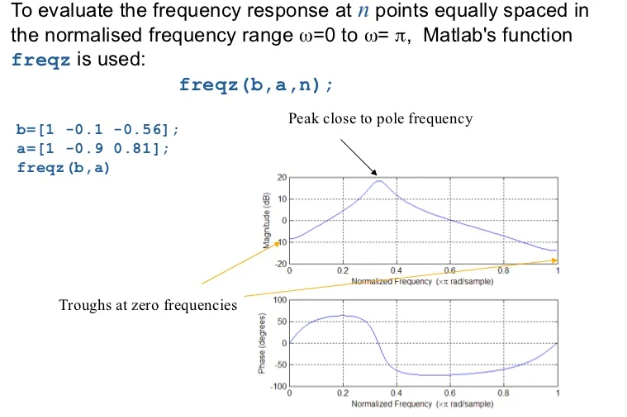 To evaluate the frequency response at n points equally spaced in
the normalised frequency range ω=0 to ω= π, Matlab's function
freqz is used:
freqz(b,a,n);
b=[1 -0.1 -0.56];
a=[1 -0.9 0.81];
freqz(b,a)
Peak close to pole frequency
Troughs at zero frequencies
Magnitude (dB)
20
10
0
-10
-20
0 0.2 0.4 0.6 0.8 1
Normalized Frequency (×π rad/sample)
Phase (degrees)
100
50
0
-50
-100
0 0.2 0.4 0.6 0.8 1
Normalized Frequency (×π rad/sample)